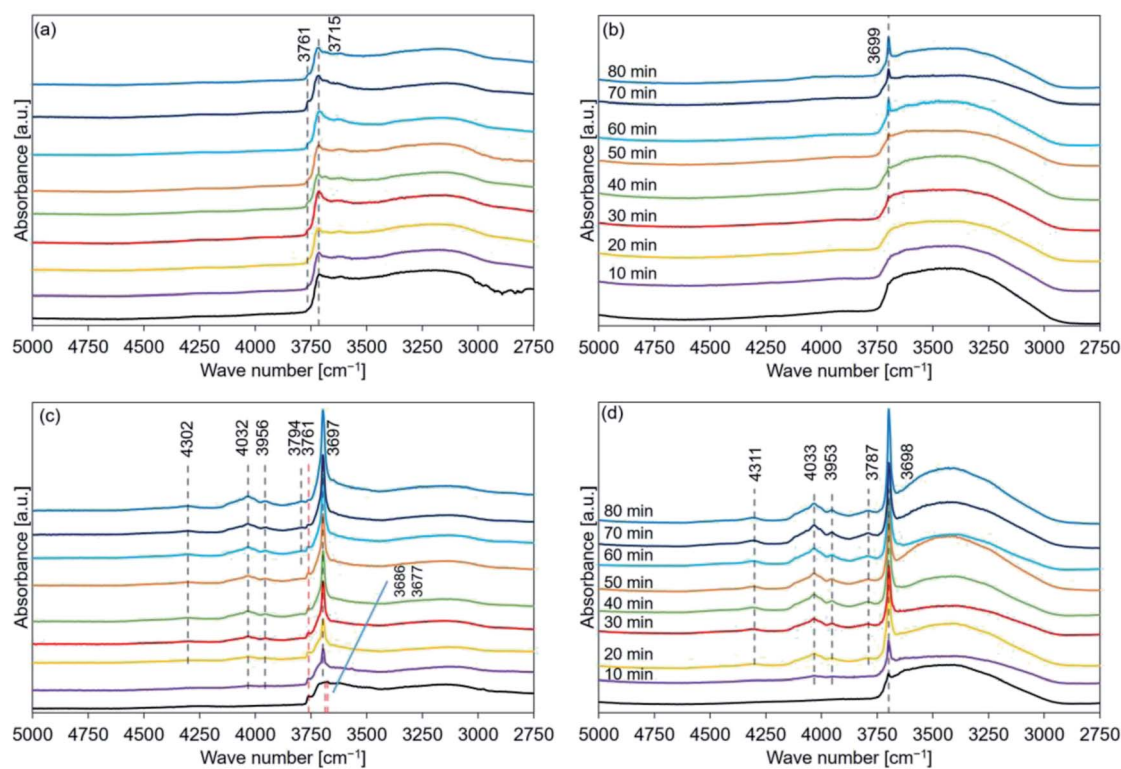 (a)
3761
3715
Absorbance [a.u.]
5000 4750 4500 4250 4000 3750 3500 3250 3000 2750
Wave number [cm⁻¹]
(b)
3699
80 min
70 min
60 min
50 min
40 min
30 min
20 min
10 min
Absorbance [a.u.]
5000 4750 4500 4250 4000 3750 3500 3250 3000 2750
Wave number [cm⁻¹]
(c)
4302
4032
3956
3794
3761
3697
3686
3677
Absorbance [a.u.]
5000 4750 4500 4250 4000 3750 3500 3250 3000 2750
Wave number [cm⁻¹]
(d)
4311
4033
3953
3787
3698
80 min
70 min
60 min
50 min
40 min
30 min
20 min
10 min
Absorbance [a.u.]
5000 4750 4500 4250 4000 3750 3500 3250 3000 2750
Wave number [cm⁻¹]